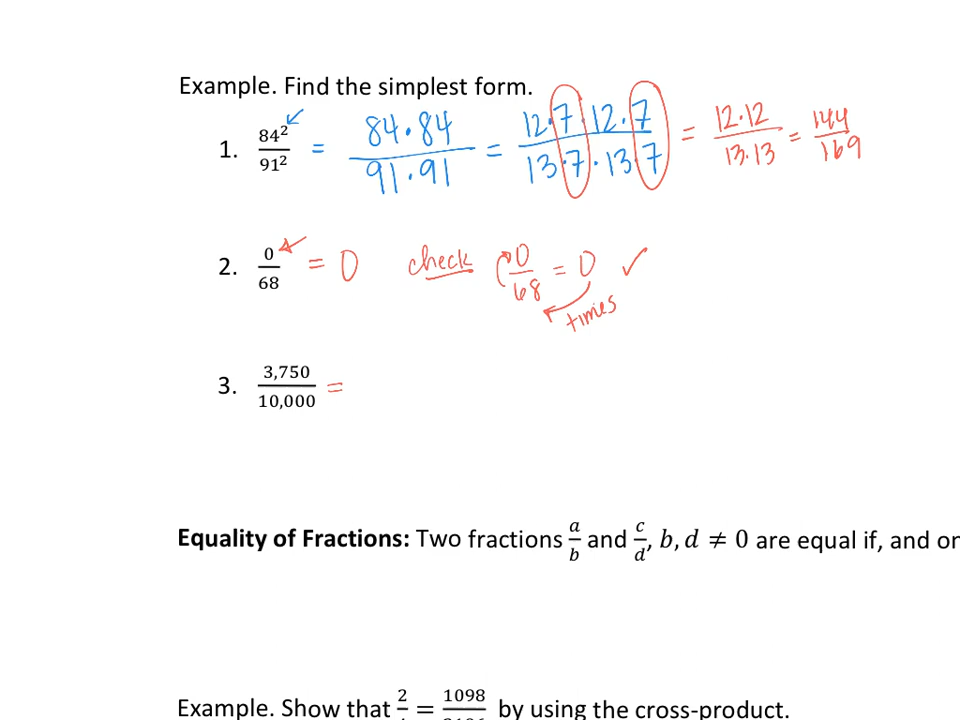 Example. Find the simplest form.
1. 84²/91² = 84·84/91·91 = 12·7·12·7/13·7·13·7 = 12·12/13·13 = 144/169
2. 0/68 = 0 check 0/68 = 0 ✓
times
3. 3,750/10,000 =
Equality of Fractions: Two fractions a/b and c/d, b, d ≠ 0 are equal if, and on
Example. Show that 2/ = 1098/ by using the cross-product.